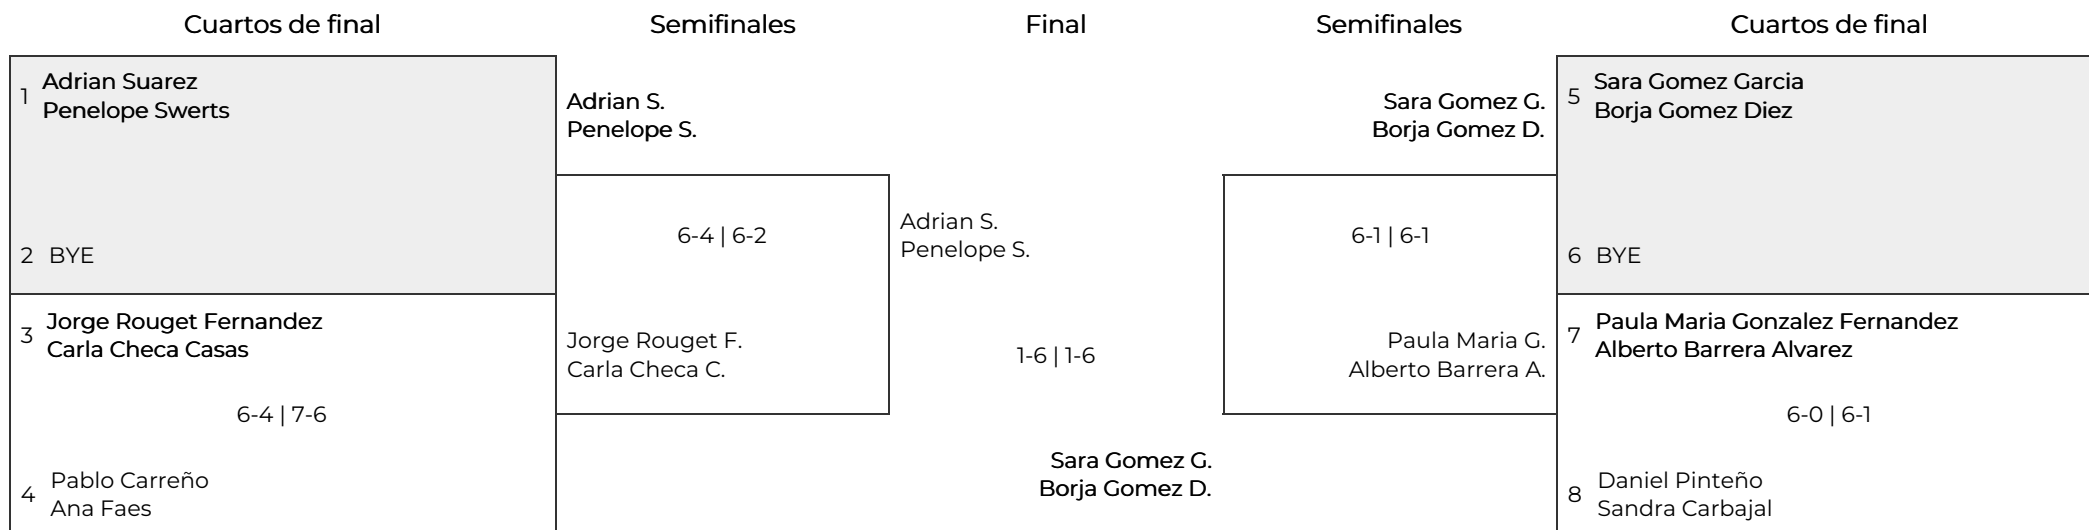 Cuartos de final
Semifinales
Final
Semifinales
Cuartos de final
1
Adrian Suarez
Penelope Swerts
2 BYE
3
Jorge Rouget Fernandez
Carla Checa Casas
6-4 | 7-6
4
Pablo Carreño
Ana Faes
Adrian S.
Penelope S.
6-4 | 6-2
Jorge Rouget F.
Carla Checa C.
Adrian S.
Penelope S.
1-6 | 1-6
Sara Gomez G.
Borja Gomez D.
Sara Gomez G.
Borja Gomez D.
6-1 | 6-1
Paula Maria G.
Alberto Barrera A.
5
Sara Gomez Garcia
Borja Gomez Diez
6 BYE
7
Paula Maria Gonzalez Fernandez
Alberto Barrera Alvarez
6-0 | 6-1
8
Daniel Pinteño
Sandra Carbajal